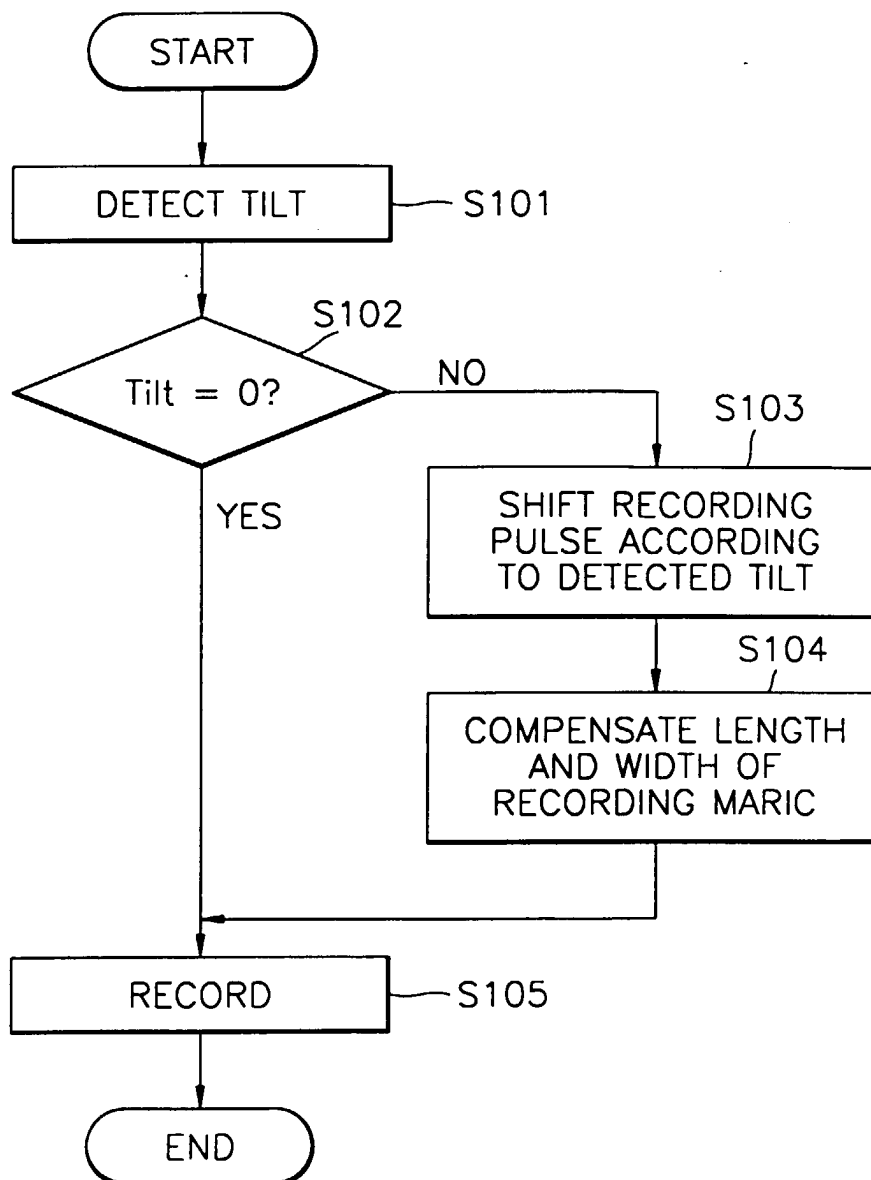 START
DETECT TILT
S101
S102
Tilt = 0?
NO
YES
S103
SHIFT RECORDING
PULSE ACCORDING
TO DETECTED TILT
S104
COMPENSATE LENGTH
AND WIDTH OF
RECORDING MARIC
RECORD
S105
END